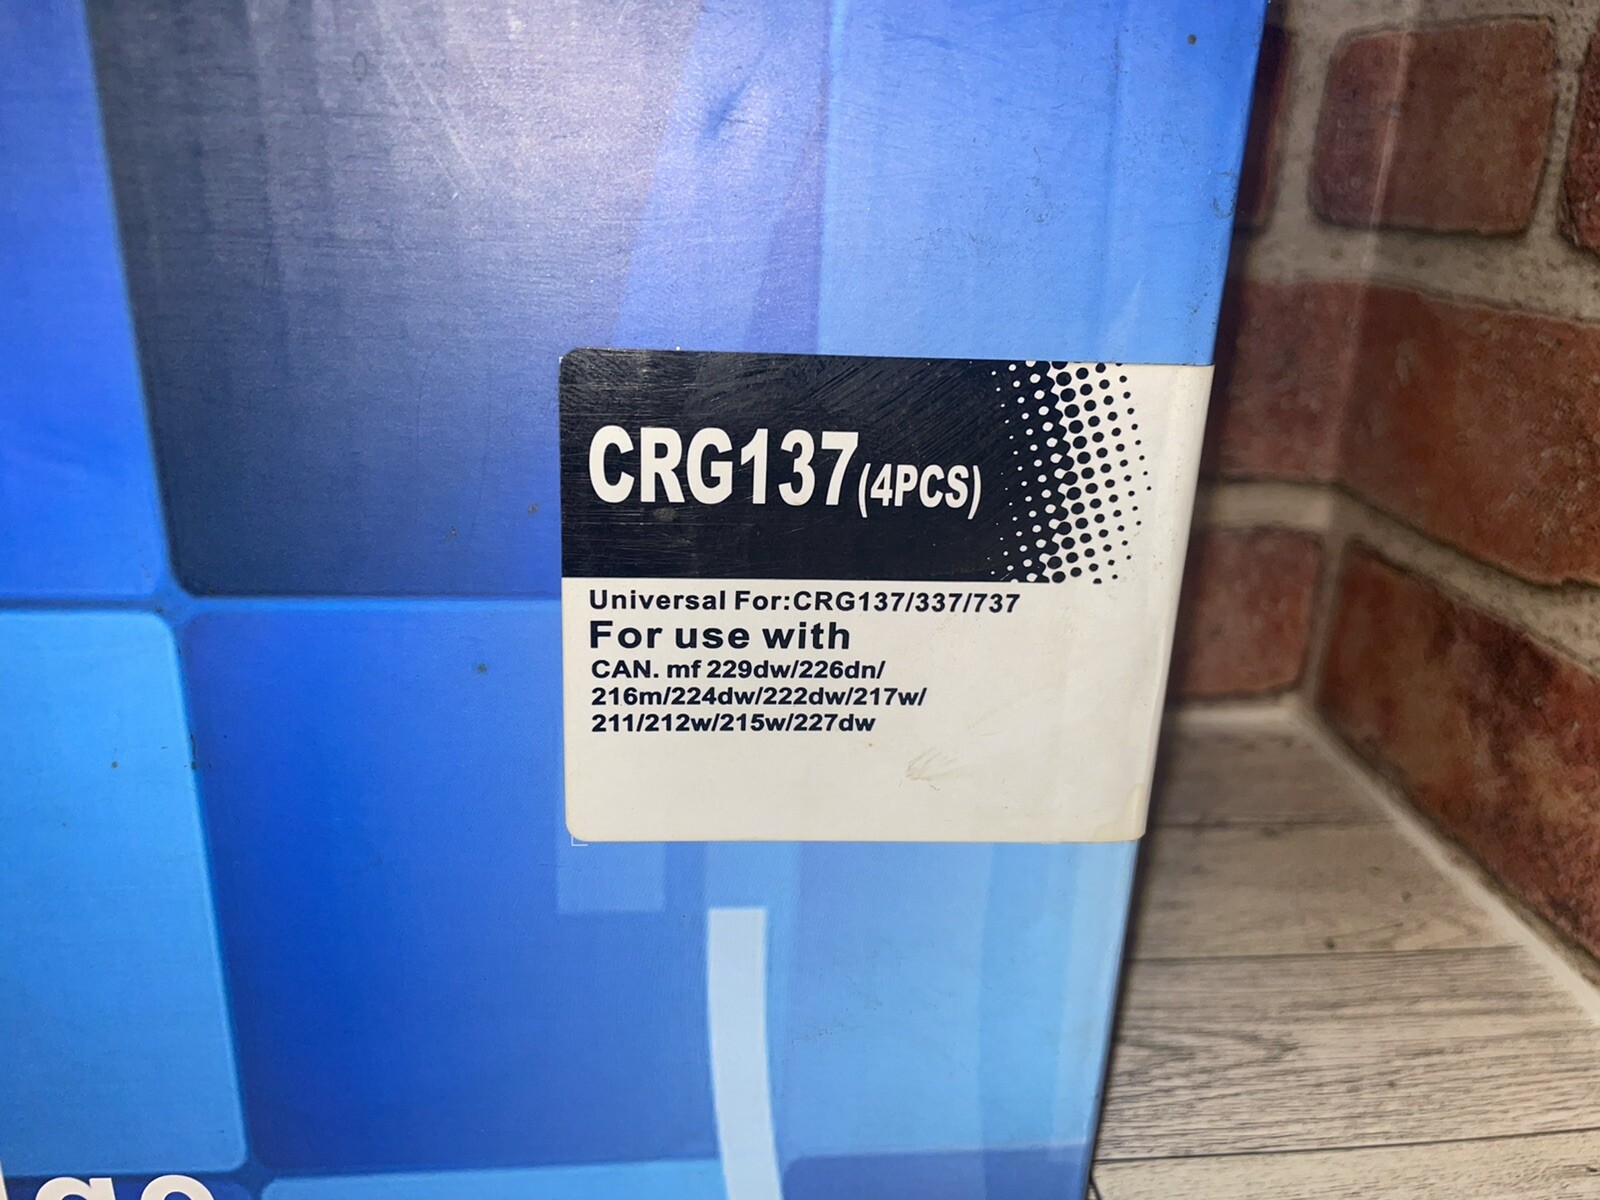 CRG137(4PCS)
Universal For:CRG137/337/737
For use with
CAN. mf 229dw/226dn/
216m/224dw/222dw/217w/
211/212w/215w/227dw